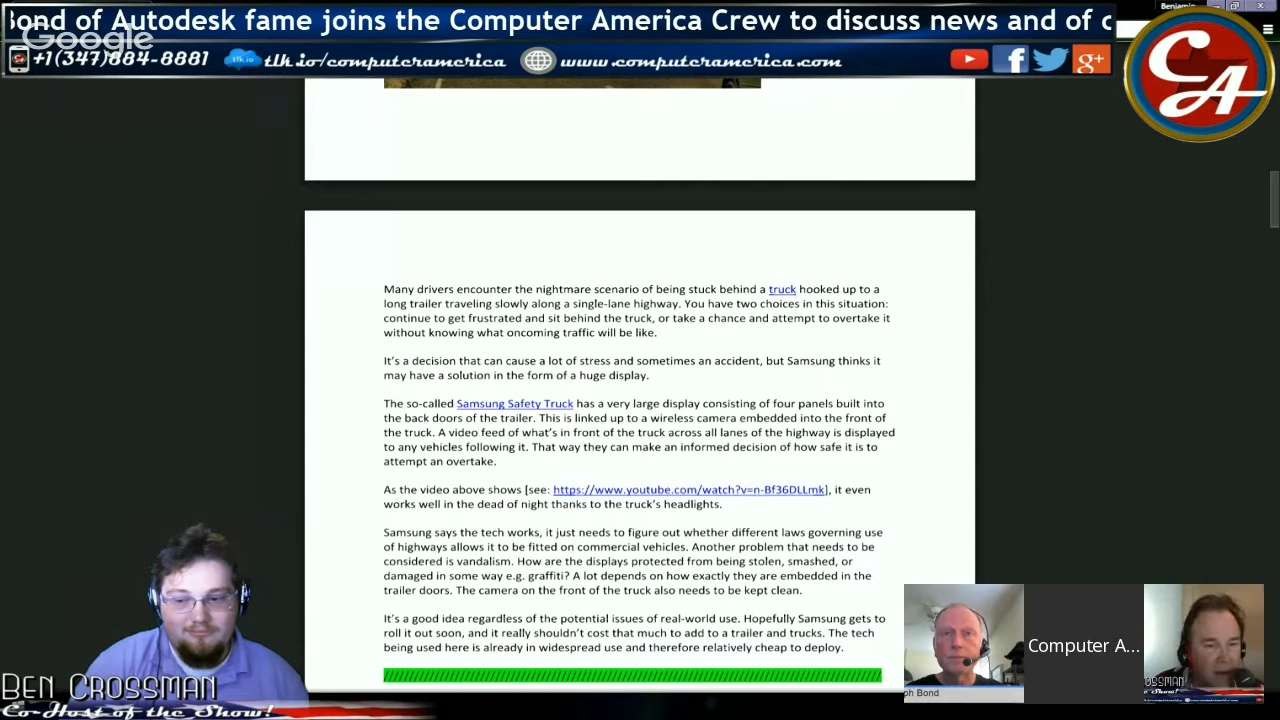 Benjamin
Bond of Autodesk fame joins the Computer America Crew to discuss news and of c
Google
+1(347)-884-8881
tlk.io
tlk.io/computeramerica
www.computeramerica.com
f
g+
CA
Many drivers encounter the nightmare scenario of being stuck behind a truck hooked up to a
long trailer traveling slowly along a single-lane highway. You have two choices in this situation:
continue to get frustrated and sit behind the truck, or take a chance and attempt to overtake it
without knowing what oncoming traffic will be like.
It's a decision that can cause a lot of stress and sometimes an accident, but Samsung thinks it
may have a solution in the form of a huge display.
The so-called Samsung Safety Truck has a very large display consisting of four panels built into
the back doors of the trailer. This is linked up to a wireless camera embedded into the front of
the truck. A video feed of what's in front of the truck across all lanes of the highway is displayed
to any vehicles following it. That way they can make an informed decision of how safe it is to
attempt an overtake.
As the video above shows [see: https://www.youtube.com/watch?v=n-Bf36DLLmk], it even
works well in the dead of night thanks to the truck's headlights.
Samsung says the tech works, it just needs to figure out whether different laws governing use
of highways allows it to be fitted on commercial vehicles. Another problem that needs to be
considered is vandalism. How are the displays protected from being stolen, smashed, or
damaged in some way e.g. graffiti? A lot depends on how exactly they are embedded in the
trailer doors. The camera on the front of the truck also needs to be kept clean.
It's a good idea regardless of the potential issues of real-world use. Hopefully Samsung gets to
roll it out soon, and it really shouldn't cost that much to add to a trailer and trucks. The tech
being used here is already in widespread use and therefore relatively cheap to deploy.
////////////////////////////////////////////////////////////////////////////////
Ben Crossman
Co-Host of the Show!
ph Bond
Computer A...
ossman
the Show!